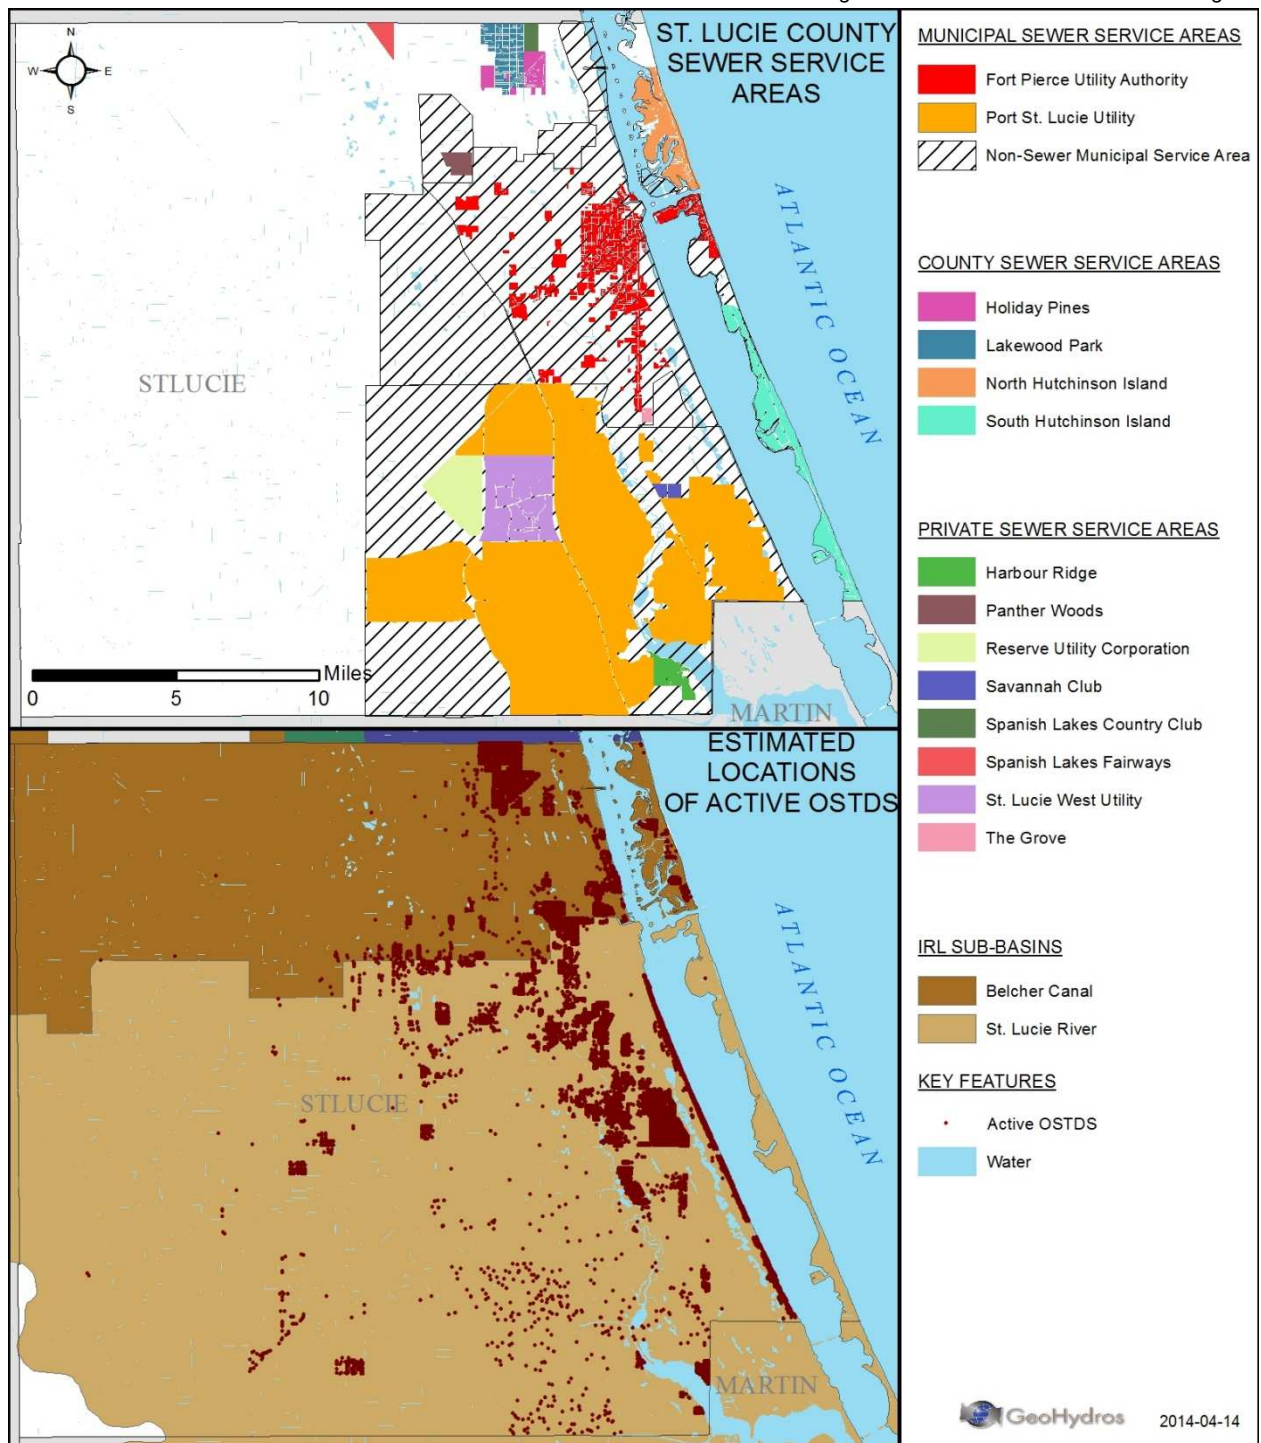 ST. LUCIE COUNTY
SEWER SERVICE
AREAS
N
W
E
S
ATLANTIC OCEAN
STLUCIE
Miles
0
5
10
MARTIN
ESTIMATED
LOCATIONS
OF ACTIVE OSTDS
ATLANTIC OCEAN
STLUCIE
MARTIN
MUNICIPAL SEWER SERVICE AREAS
Fort Pierce Utility Authority
Port St. Lucie Utility
Non-Sewer Municipal Service Area
COUNTY SEWER SERVICE AREAS
Holiday Pines
Lakewood Park
North Hutchinson Island
South Hutchinson Island
PRIVATE SEWER SERVICE AREAS
Harbour Ridge
Panther Woods
Reserve Utility Corporation
Savannah Club
Spanish Lakes Country Club
Spanish Lakes Fairways
St. Lucie West Utility
The Grove
IRL SUB-BASINS
Belcher Canal
St. Lucie River
KEY FEATURES
Active OSTDS
Water
GeoHydros
2014-04-14